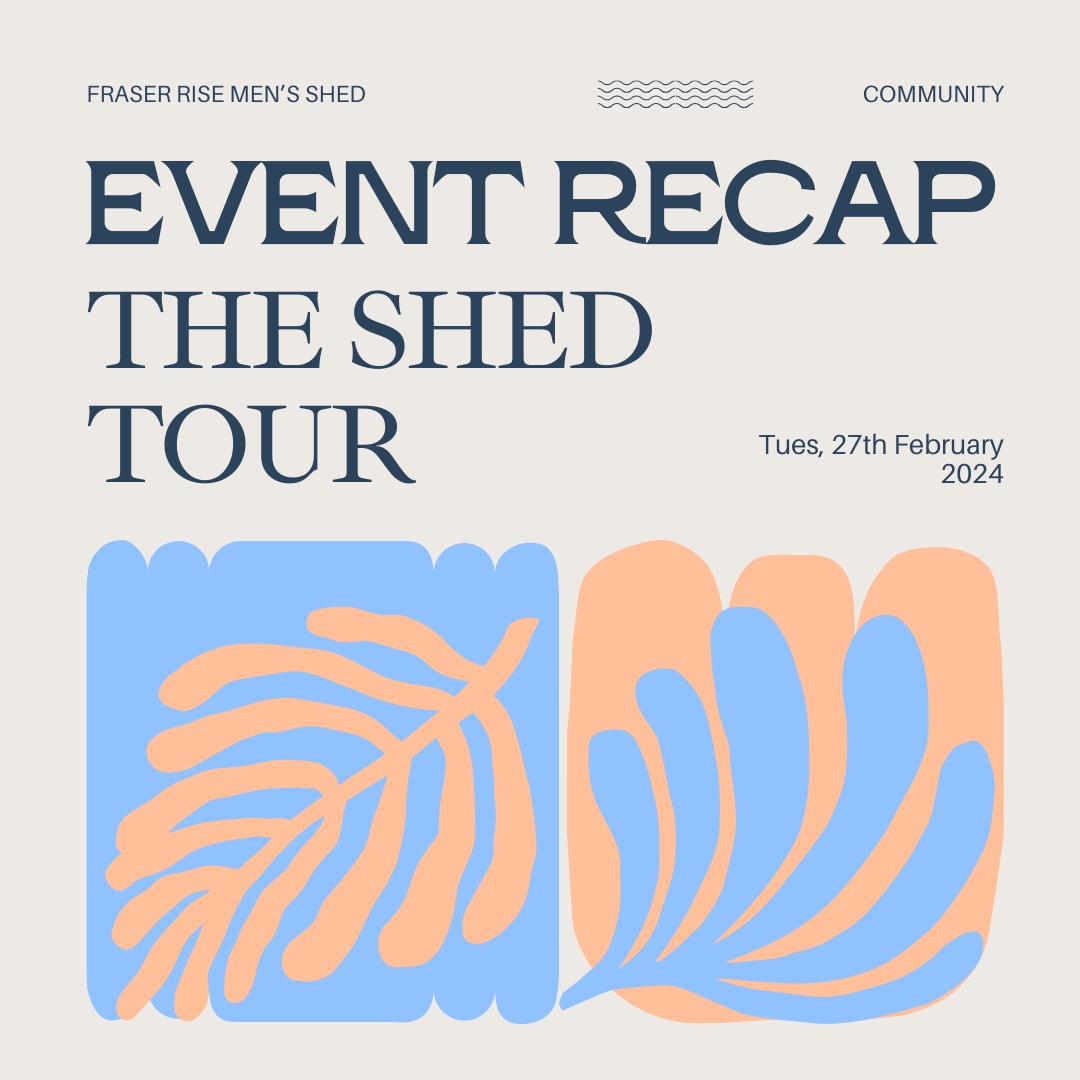 FRASER RISE MEN’S SHED
COMMUNITY
EVENT RECAP
THE SHED
TOUR
Tues, 27th February
2024